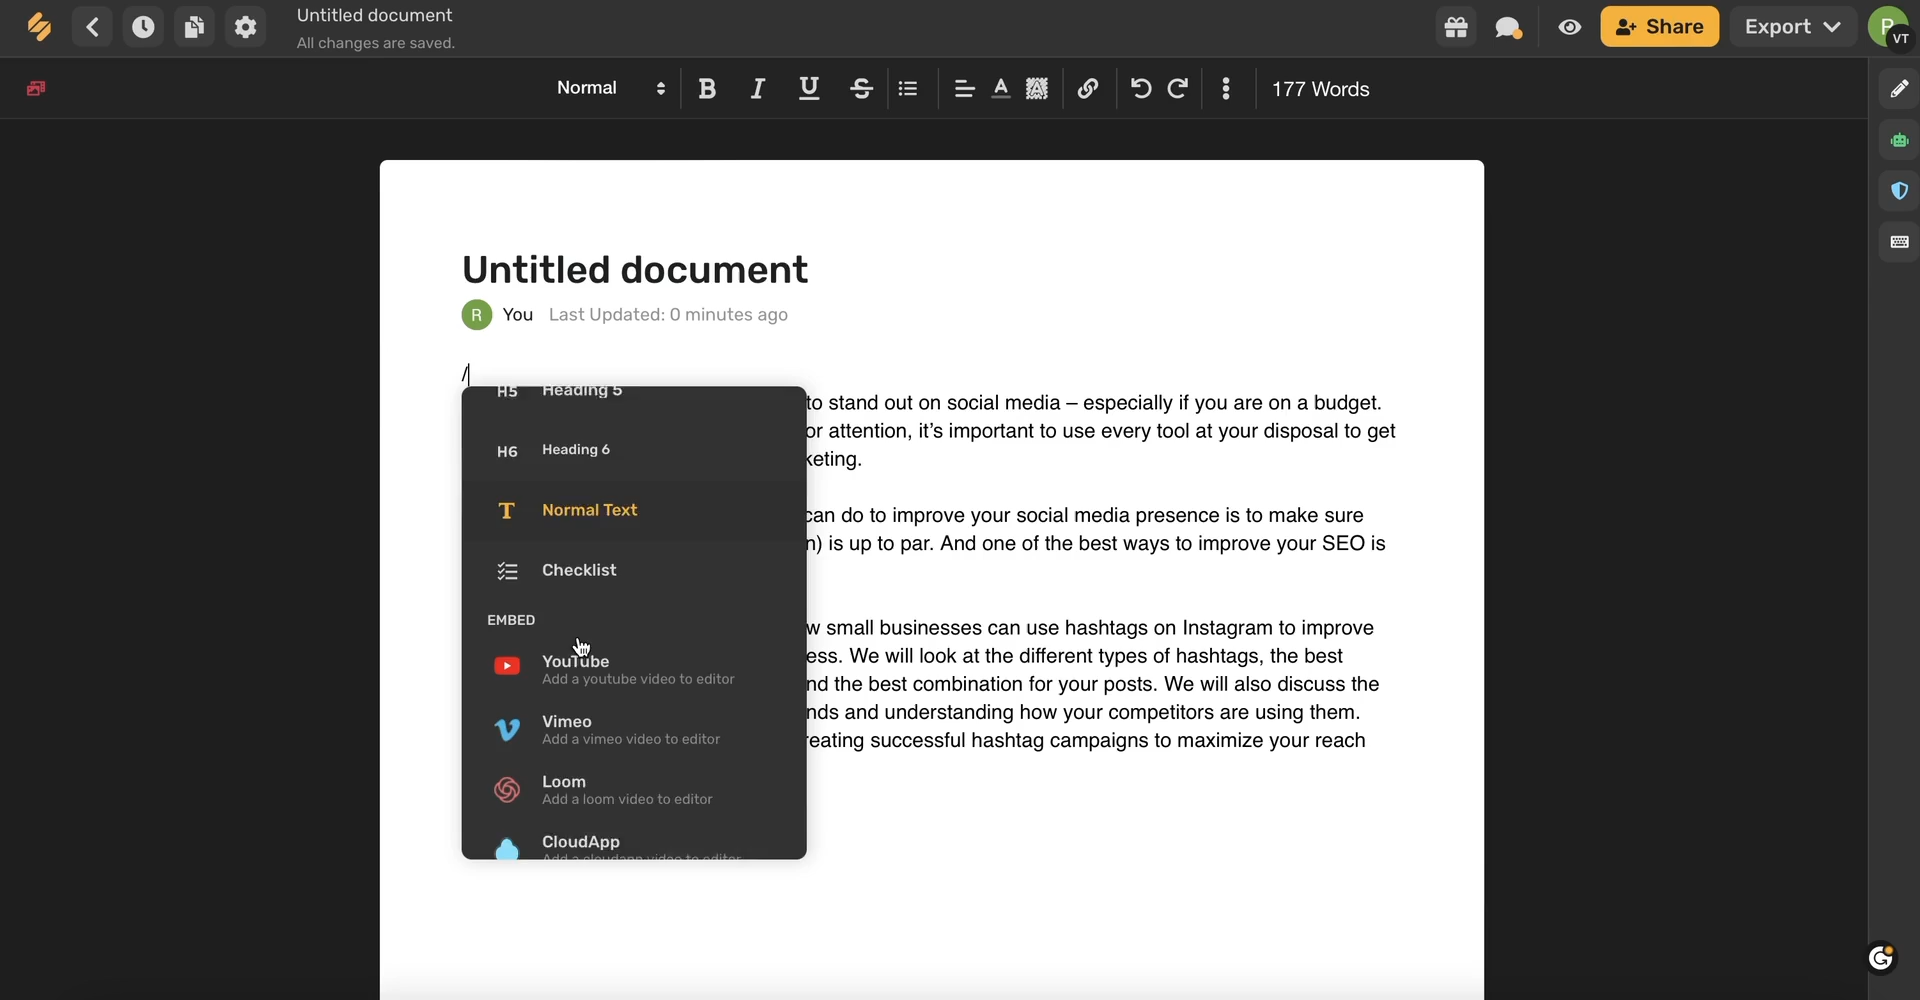 Untitled document
All changes are saved.
Share
Export
R
VT
Normal
B I U S
A
177 Words
Untitled document
R You Last Updated: 0 minutes ago
/
H5 Heading 5
H6 Heading 6
T Normal Text
Checklist
EMBED
YouTube
Add a youtube video to editor
Vimeo
Add a vimeo video to editor
Loom
Add a loom video to editor
CloudApp
Add a cloudapp video to editor
to stand out on social media – especially if you are on a budget.
or attention, it’s important to use every tool at your disposal to get
keting.
can do to improve your social media presence is to make sure
n) is up to par. And one of the best ways to improve your SEO is
w small businesses can use hashtags on Instagram to improve
ess. We will look at the different types of hashtags, the best
nd the best combination for your posts. We will also discuss the
nds and understanding how your competitors are using them.
reating successful hashtag campaigns to maximize your reach